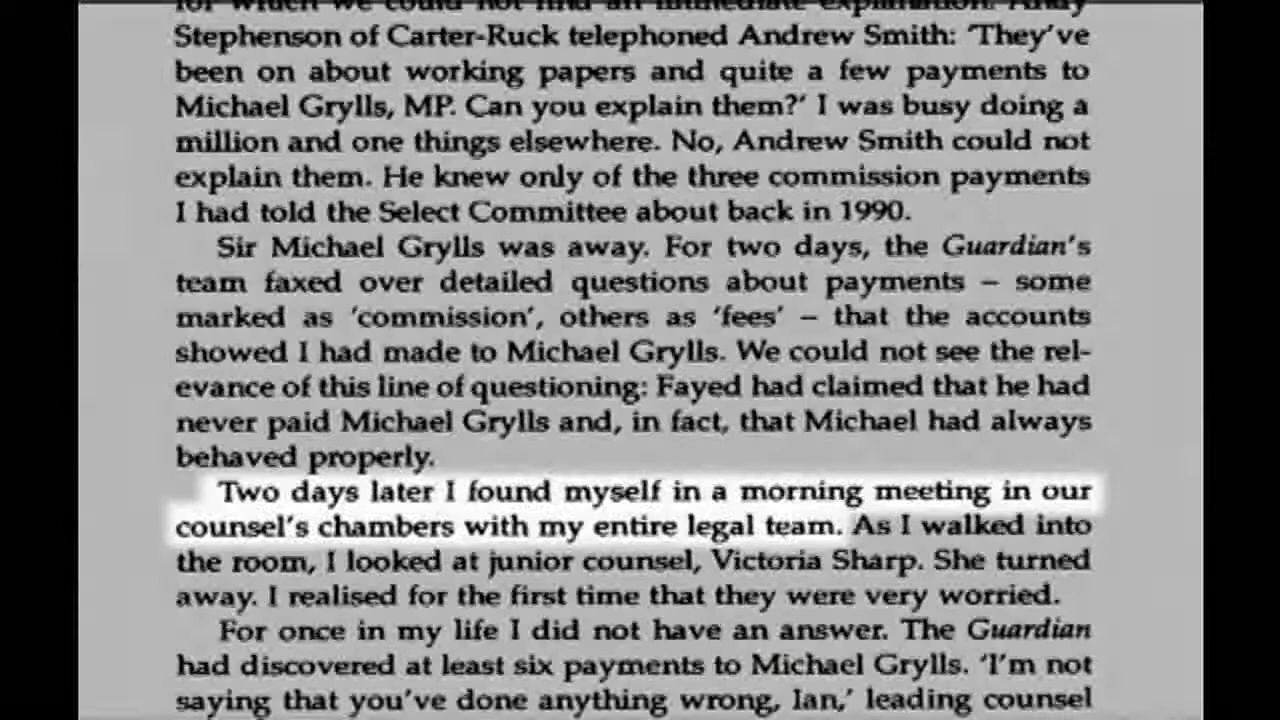 for which we could not find an immediate explanation. Andy
Stephenson of Carter-Ruck telephoned Andrew Smith: 'They've
been on about working papers and quite a few payments to
Michael Grylls, MP. Can you explain them?' I was busy doing a
million and one things elsewhere. No, Andrew Smith could not
explain them. He knew only of the three commission payments
I had told the Select Committee about back in 1990.
Sir Michael Grylls was away. For two days, the Guardian's
team faxed over detailed questions about payments – some
marked as 'commission', others as 'fees' – that the accounts
showed I had made to Michael Grylls. We could not see the rel-
evance of this line of questioning: Fayed had claimed that he had
never paid Michael Grylls and, in fact, that Michael had always
behaved properly.
Two days later I found myself in a morning meeting in our
counsel's chambers with my entire legal team. As I walked into
the room, I looked at junior counsel, Victoria Sharp. She turned
away. I realised for the first time that they were very worried.
For once in my life I did not have an answer. The Guardian
had discovered at least six payments to Michael Grylls. 'I'm not
saying that you've done anything wrong, Ian,' leading counsel